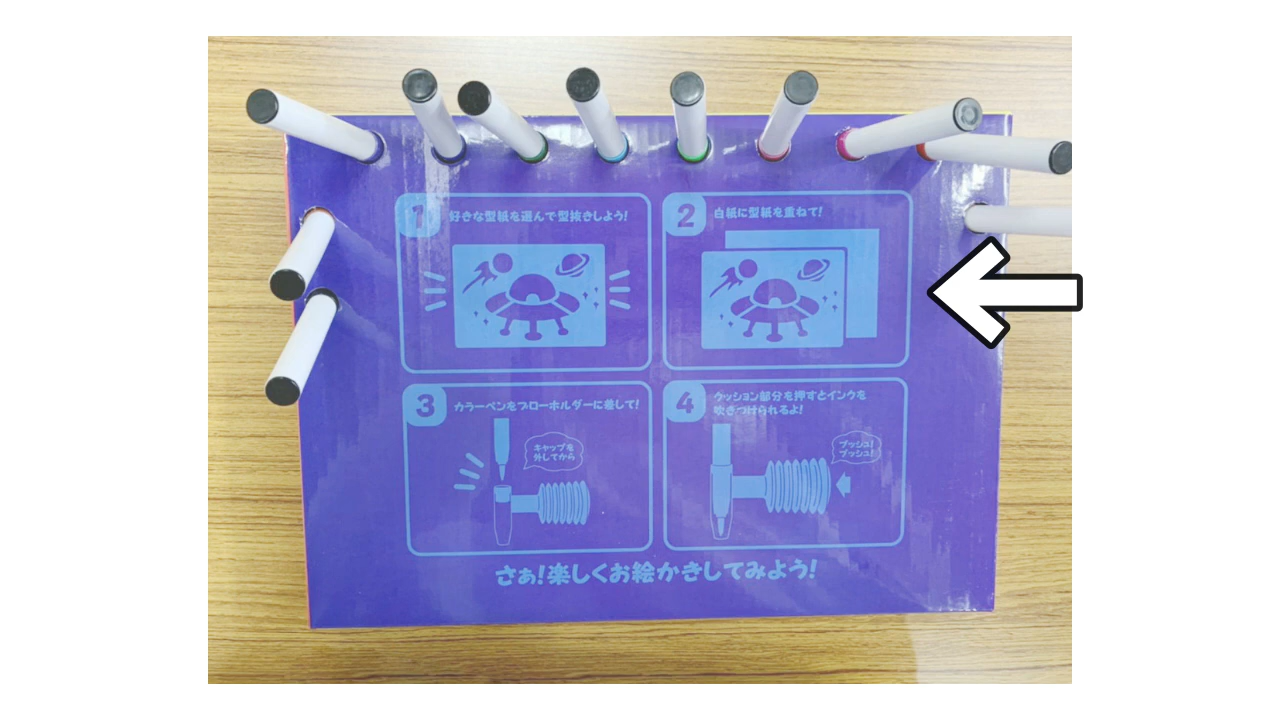 1 好きな型紙を選んで型抜きしよう!
2 白紙に型紙を重ねて!
3 カラーペンをブローホルダーに差して!
キャップを
外してから
4 クッション部分を押すとインクを
吹きつけられるよ!
プッシュ!
プッシュ!
さぁ!楽しくお絵かきしてみよう!